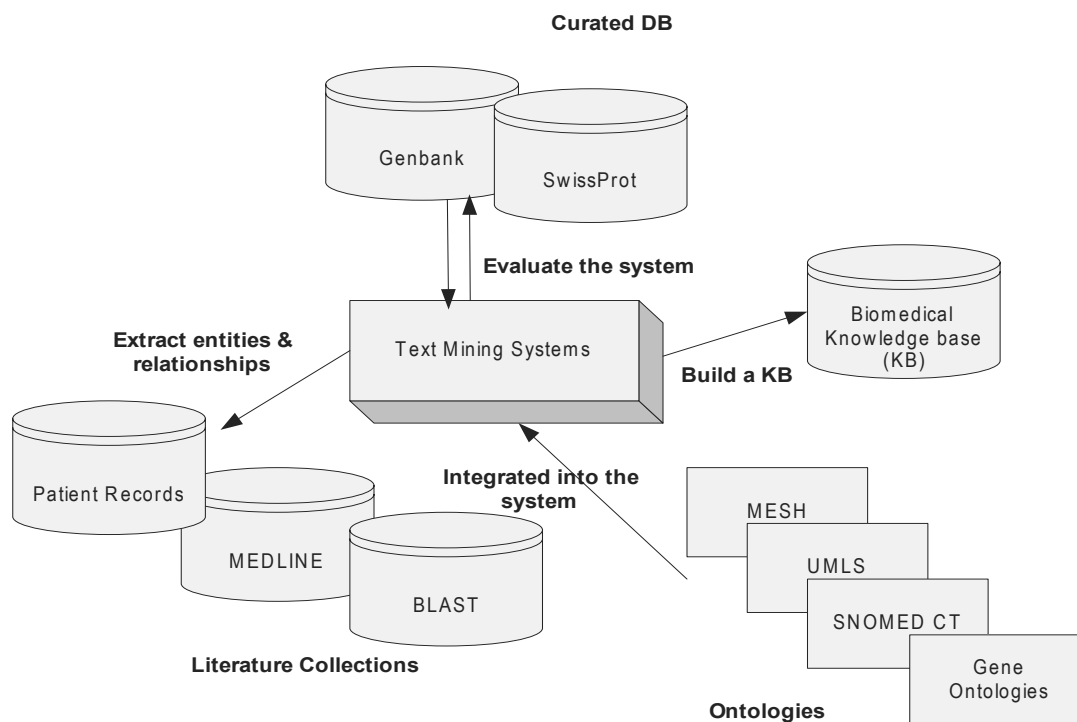 Curated DB
Genbank
SwissProt
Evaluate the system
Biomedical
Knowledge base
(KB)
Extract entities &
relationships
Text Mining Systems
Build a KB
Patient Records
Integrated into the
system
MESH
MEDLINE
UMLS
BLAST
SNOMED CT
Literature Collections
Gene
Ontologies
Ontologies